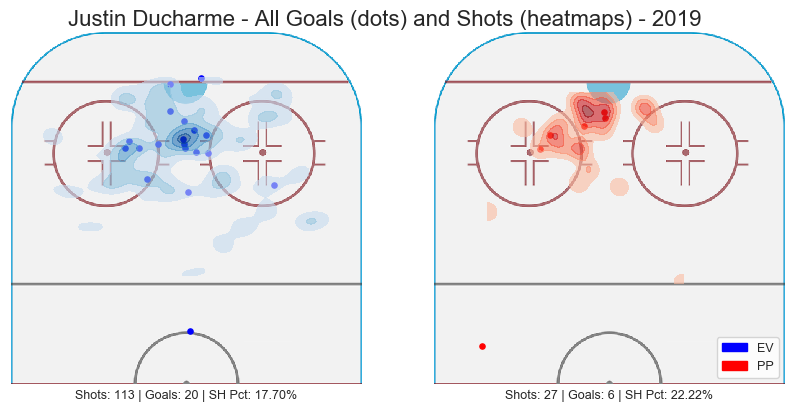 Justin Ducharme - All Goals (dots) and Shots (heatmaps) - 2019
EV
PP
Shots: 113 | Goals: 20 | SH Pct: 17.70%
Shots: 27 | Goals: 6 | SH Pct: 22.22%